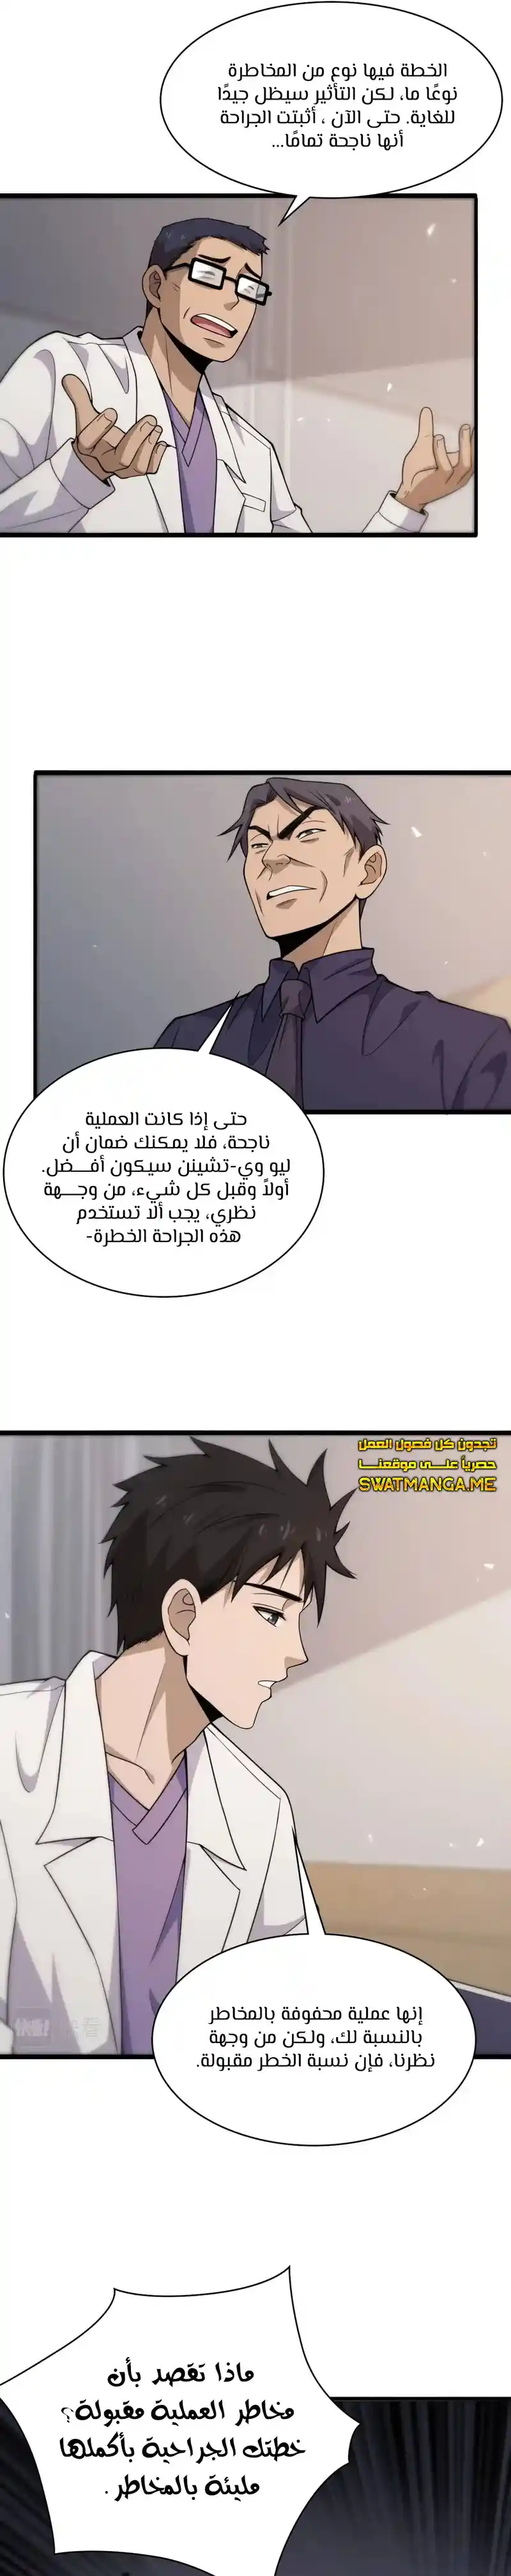 الخطة فيها نوع من المخاطرة
نوعًا ما، لكن التأثير سيظل جيدًا
للغاية. حتى الآن ، أثبتت الجراحة
أنها ناجحة تمامًا...
حتى إذا كانت العملية
ناجحة، فلا يمكنك ضمان أن
ليو وي-تشينن سيكون أفـــضل.
أولاً وقبل كل شيء، من وجـــهة
نظري، يجب ألا تستخدم
هذه الجراحة الخطرة-
تجدون كل فصول العمل
حصرياً علـــى موقعنـــا
SWATMANGA.ME
إنها عملية محفوفة بالمخاطر
بالنسبة لك، ولكن من وجهة
نظرنا، فإن نسبة الخطر مقبولة.
ماذا تقصد بأن
مخاطر العملية مقبولة؟
خطتك الجراحية بأكملها
مليئة بالمخاطر.